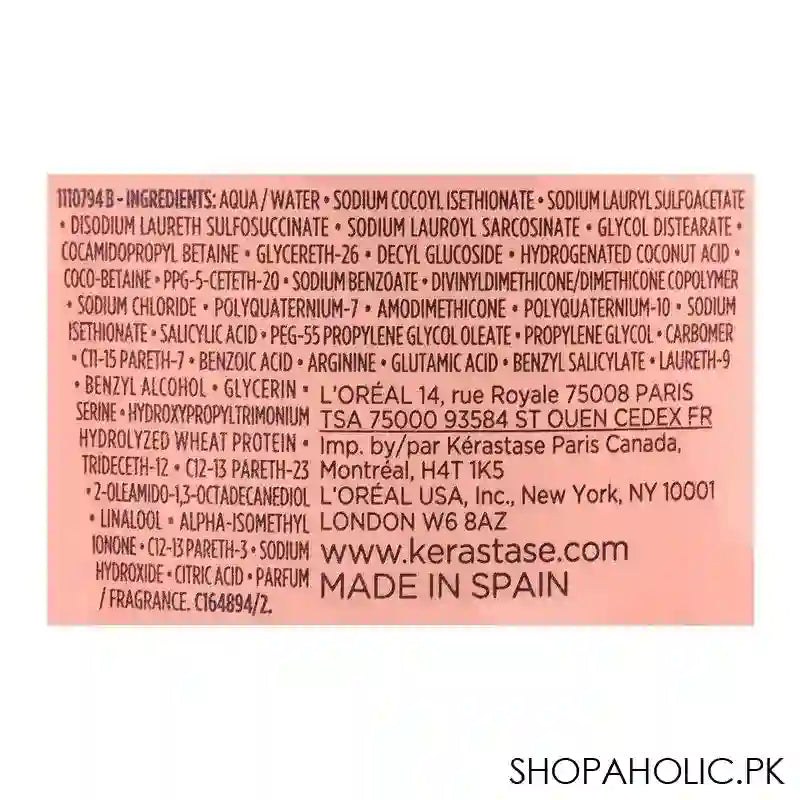 1110794 B - INGREDIENTS: AQUA / WATER • SODIUM COCOYL ISETHIONATE • SODIUM LAURYL SULFOACETATE
• DISODIUM LAURETH SULFOSUCCINATE • SODIUM LAUROYL SARCOSINATE • GLYCOL DISTEARATE •
COCAMIDOPROPYL BETAINE • GLYCERETH-26 • DECYL GLUCOSIDE • HYDROGENATED COCONUT ACID •
COCO-BETAINE • PPG-5-CETETH-20 • SODIUM BENZOATE • DIVINYLDIMETHICONE/DIMETHICONE COPOLYMER
• SODIUM CHLORIDE • POLYQUATERNIUM-7 • AMODIMETHICONE • POLYQUATERNIUM-10 • SODIUM
ISETHIONATE • SALICYLIC ACID • PEG-55 PROPYLENE GLYCOL OLEATE • PROPYLENE GLYCOL • CARBOMER
• C11-15 PARETH-7 • BENZOIC ACID • ARGININE • GLUTAMIC ACID • BENZYL SALICYLATE • LAURETH-9
• BENZYL ALCOHOL • GLYCERIN •
SERINE • HYDROXYPROPYLTRIMONIUM
HYDROLYZED WHEAT PROTEIN •
TRIDECETH-12 • C12-13 PARETH-23
• 2-OLEAMIDO-1,3-OCTADECANEDIOL
• LINALOOL • ALPHA-ISOMETHYL
IONONE • C12-13 PARETH-3 • SODIUM
HYDROXIDE • CITRIC ACID • PARFUM
/ FRAGRANCE. C164894/2.
L'ORÉAL 14, rue Royale 75008 PARIS
TSA 75000 93584 ST OUEN CEDEX FR
Imp. by/par Kérastase Paris Canada,
Montréal, H4T 1K5
L'ORÉAL USA, Inc., New York, NY 10001
LONDON W6 8AZ
www.kerastase.com
MADE IN SPAIN
SHOPAHOLIC.PK